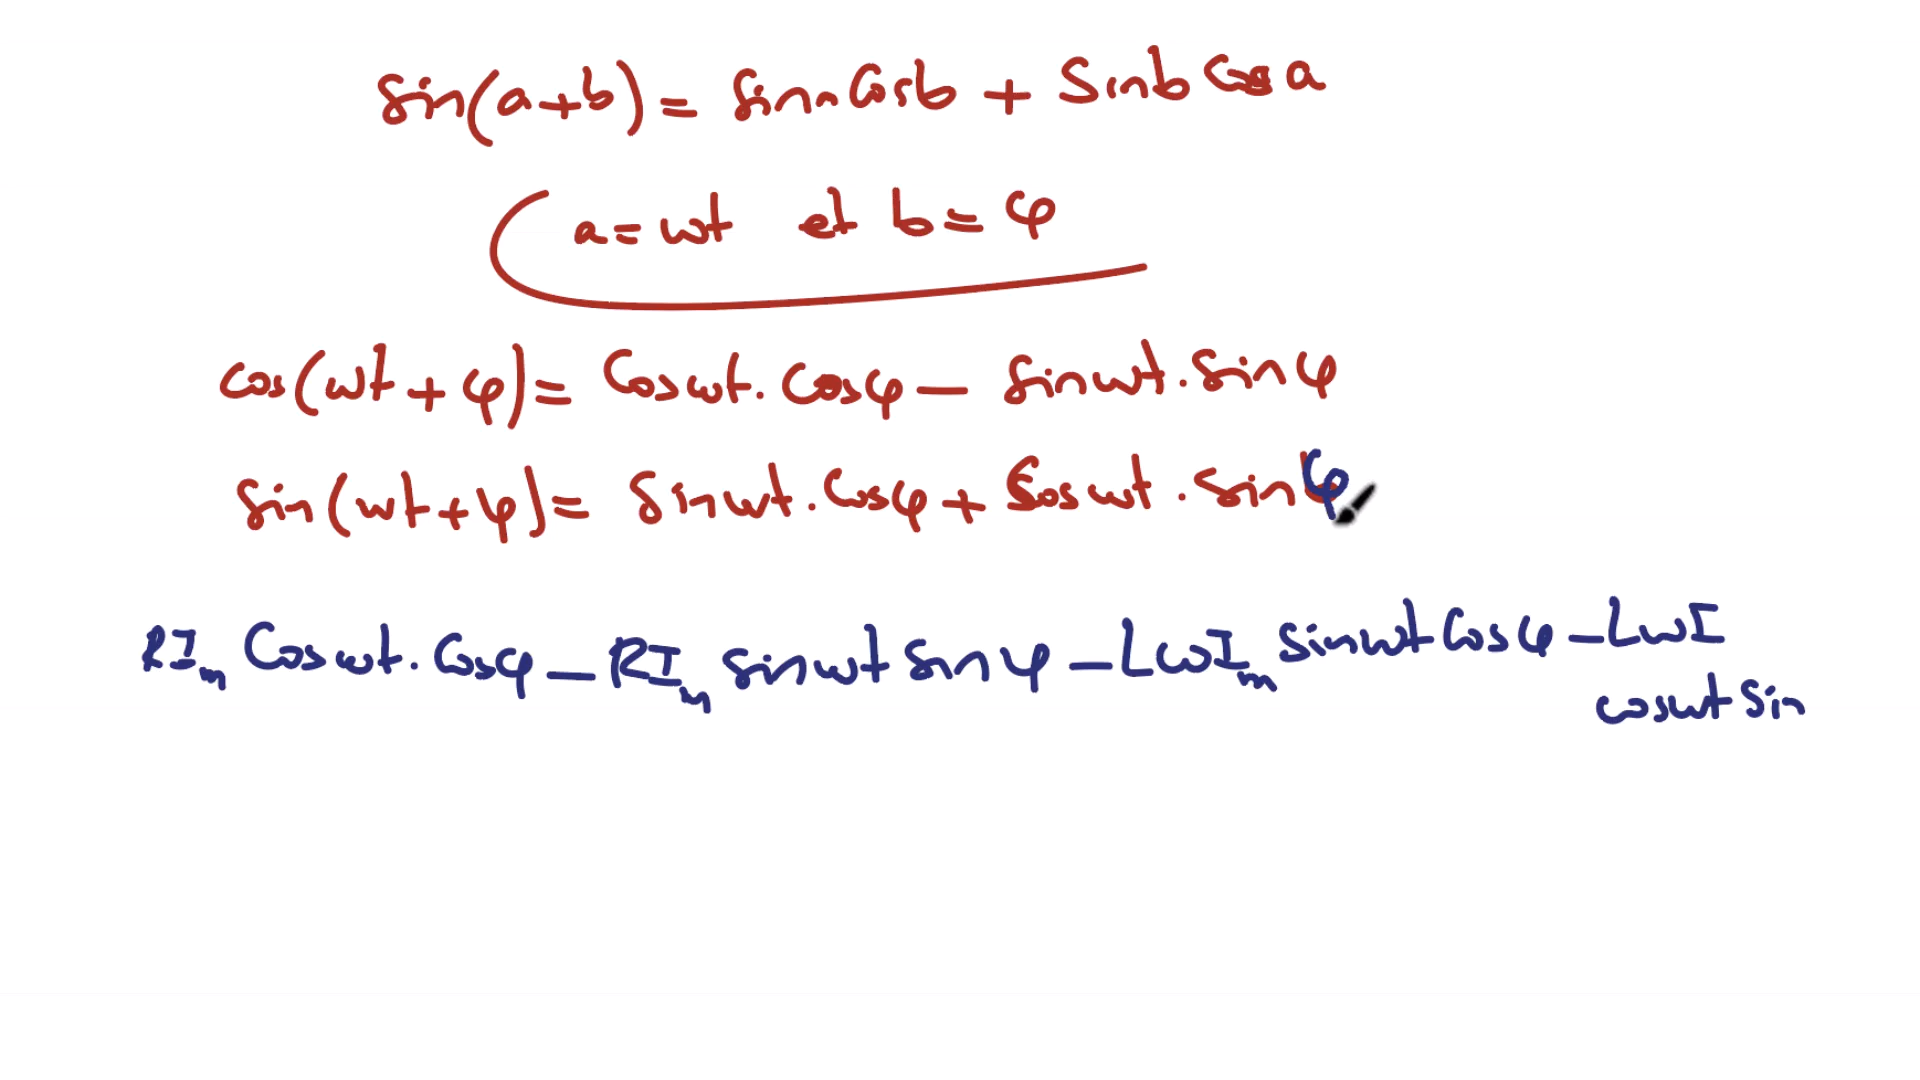 sin(a+b) = sina cosb + Sinb cosa
a = wt et b = φ
cos(wt + φ) = Coswt . cosφ − sinwt . sinφ
sin(wt+φ) = sinwt . cosφ + coswt . sinφ
RIm Coswt . Cosφ − RIm sinwt sinφ − LωIm sinwt Cosφ − LwI
coswt sin